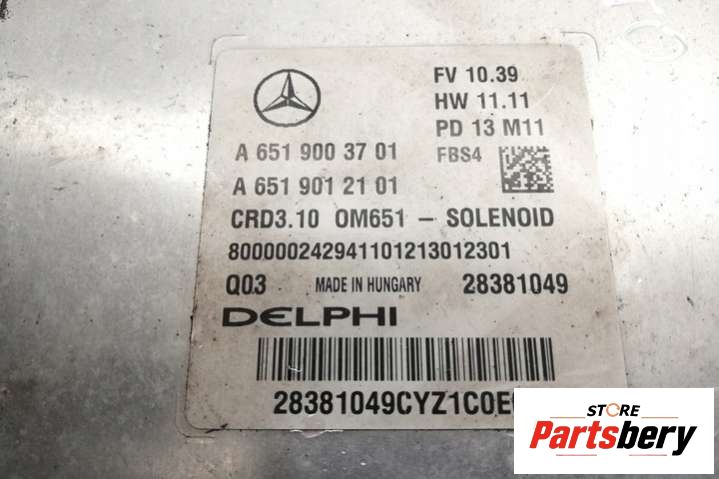 FV 10.39
HW 11.11
PD 13 M11
A 651 900 37 01
FBS4
A 651 901 21 01
CRD3.10 OM651 – SOLENOID
800000242941101213012301
Q03 MADE IN HUNGARY 28381049
DELPHI
STORE
Partsbery